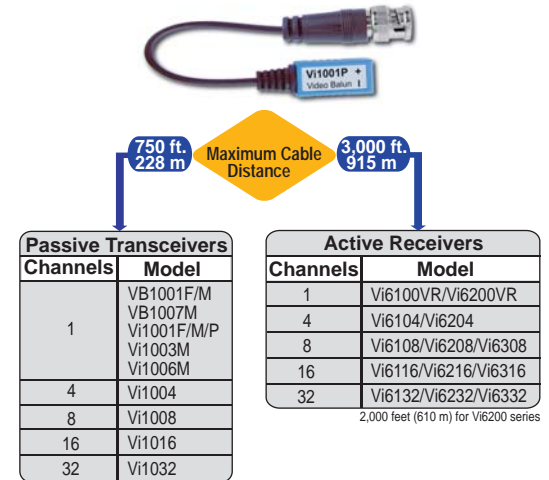 Vi1001P +
Video Balun I
750 ft.
228 m
Maximum Cable
Distance
3,000 ft.
915 m
Passive Transceivers
Channels Model
1
VB1001F/M
VB1007M
Vi1001F/M/P
Vi1003M
Vi1006M
4 Vi1004
8 Vi1008
16 Vi1016
32 Vi1032
Active Receivers
Channels Model
1 Vi6100VR/Vi6200VR
4 Vi6104/Vi6204
8 Vi6108/Vi6208/Vi6308
16 Vi6116/Vi6216/Vi6316
32 Vi6132/Vi6232/Vi6332
2,000 feet (610 m) for Vi6200 series